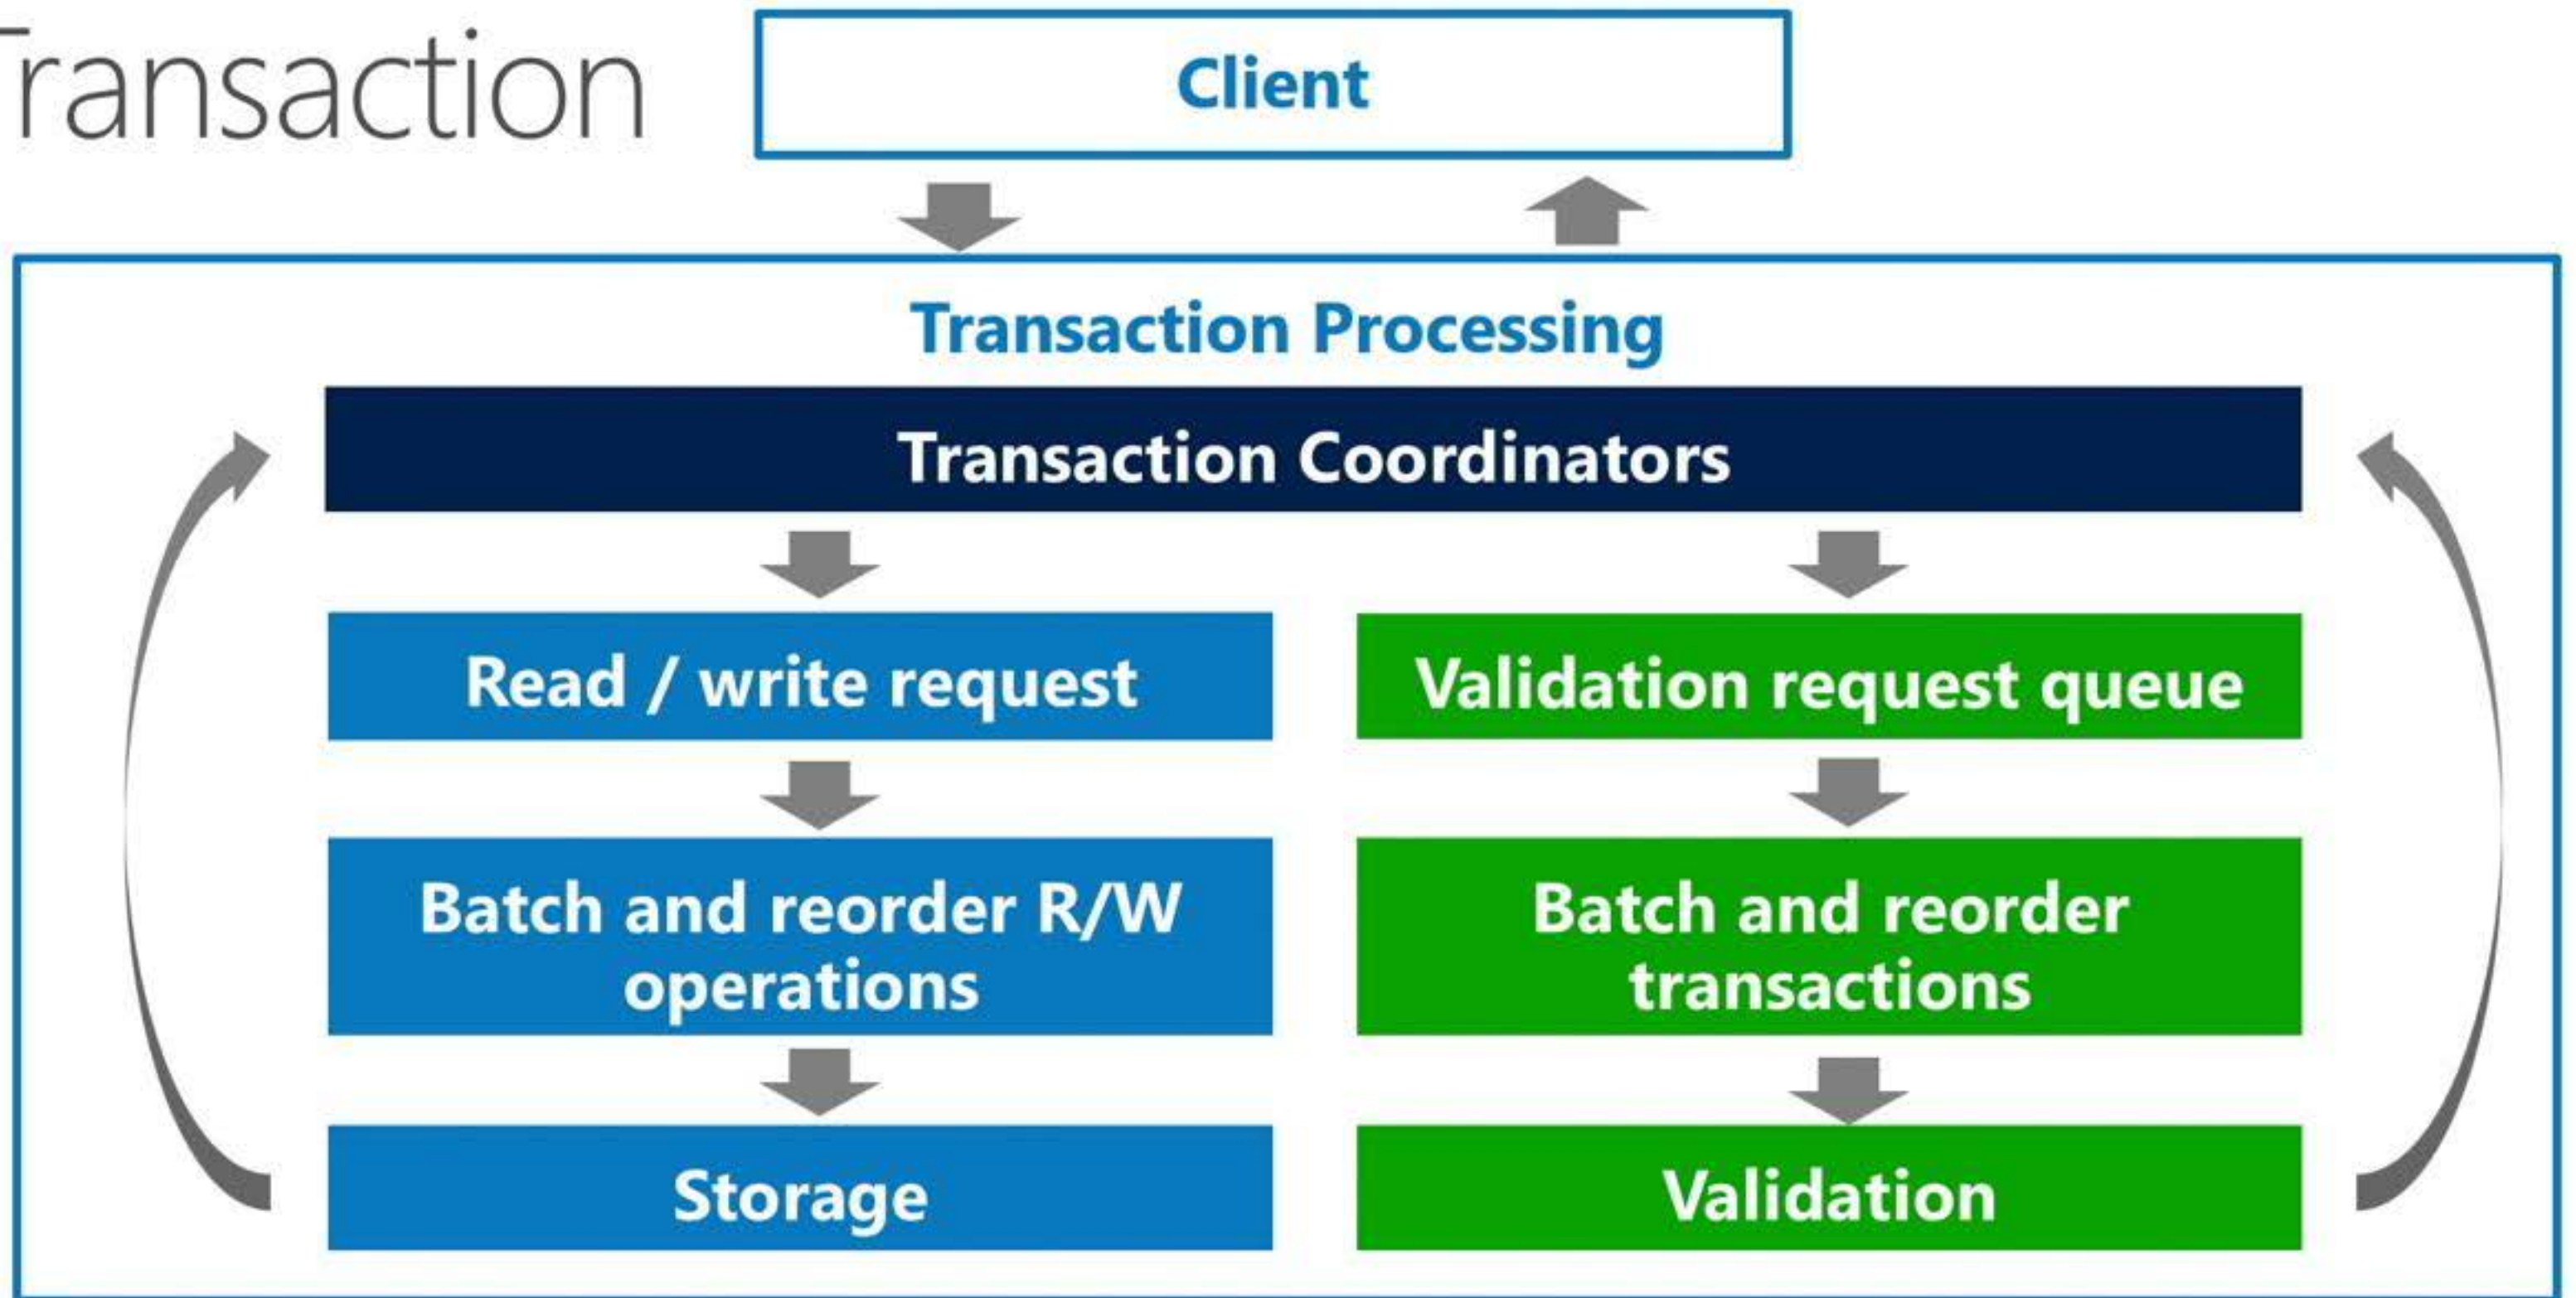 Transaction
Client
Transaction Processing
Transaction Coordinators
Read / write request
Validation request queue
Batch and reorder R/W
operations
Batch and reorder
transactions
Storage
Validation